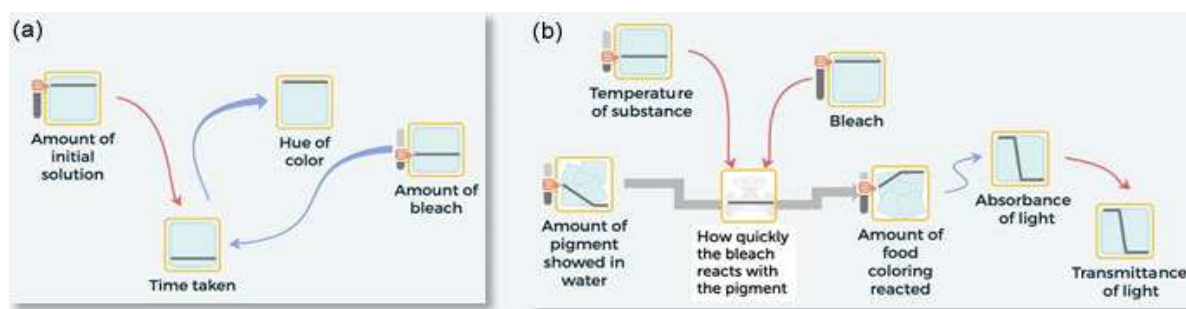 (a)
Amount of
initial
solution
Hue of
color
Amount of
bleach
Time taken
(b)
Temperature
of substance
Bleach
Amount of
pigment
showed in
water
How quickly
the bleach
reacts with
the pigment
Amount of
food
coloring
reacted
Absorbance
of light
Transmittance
of light